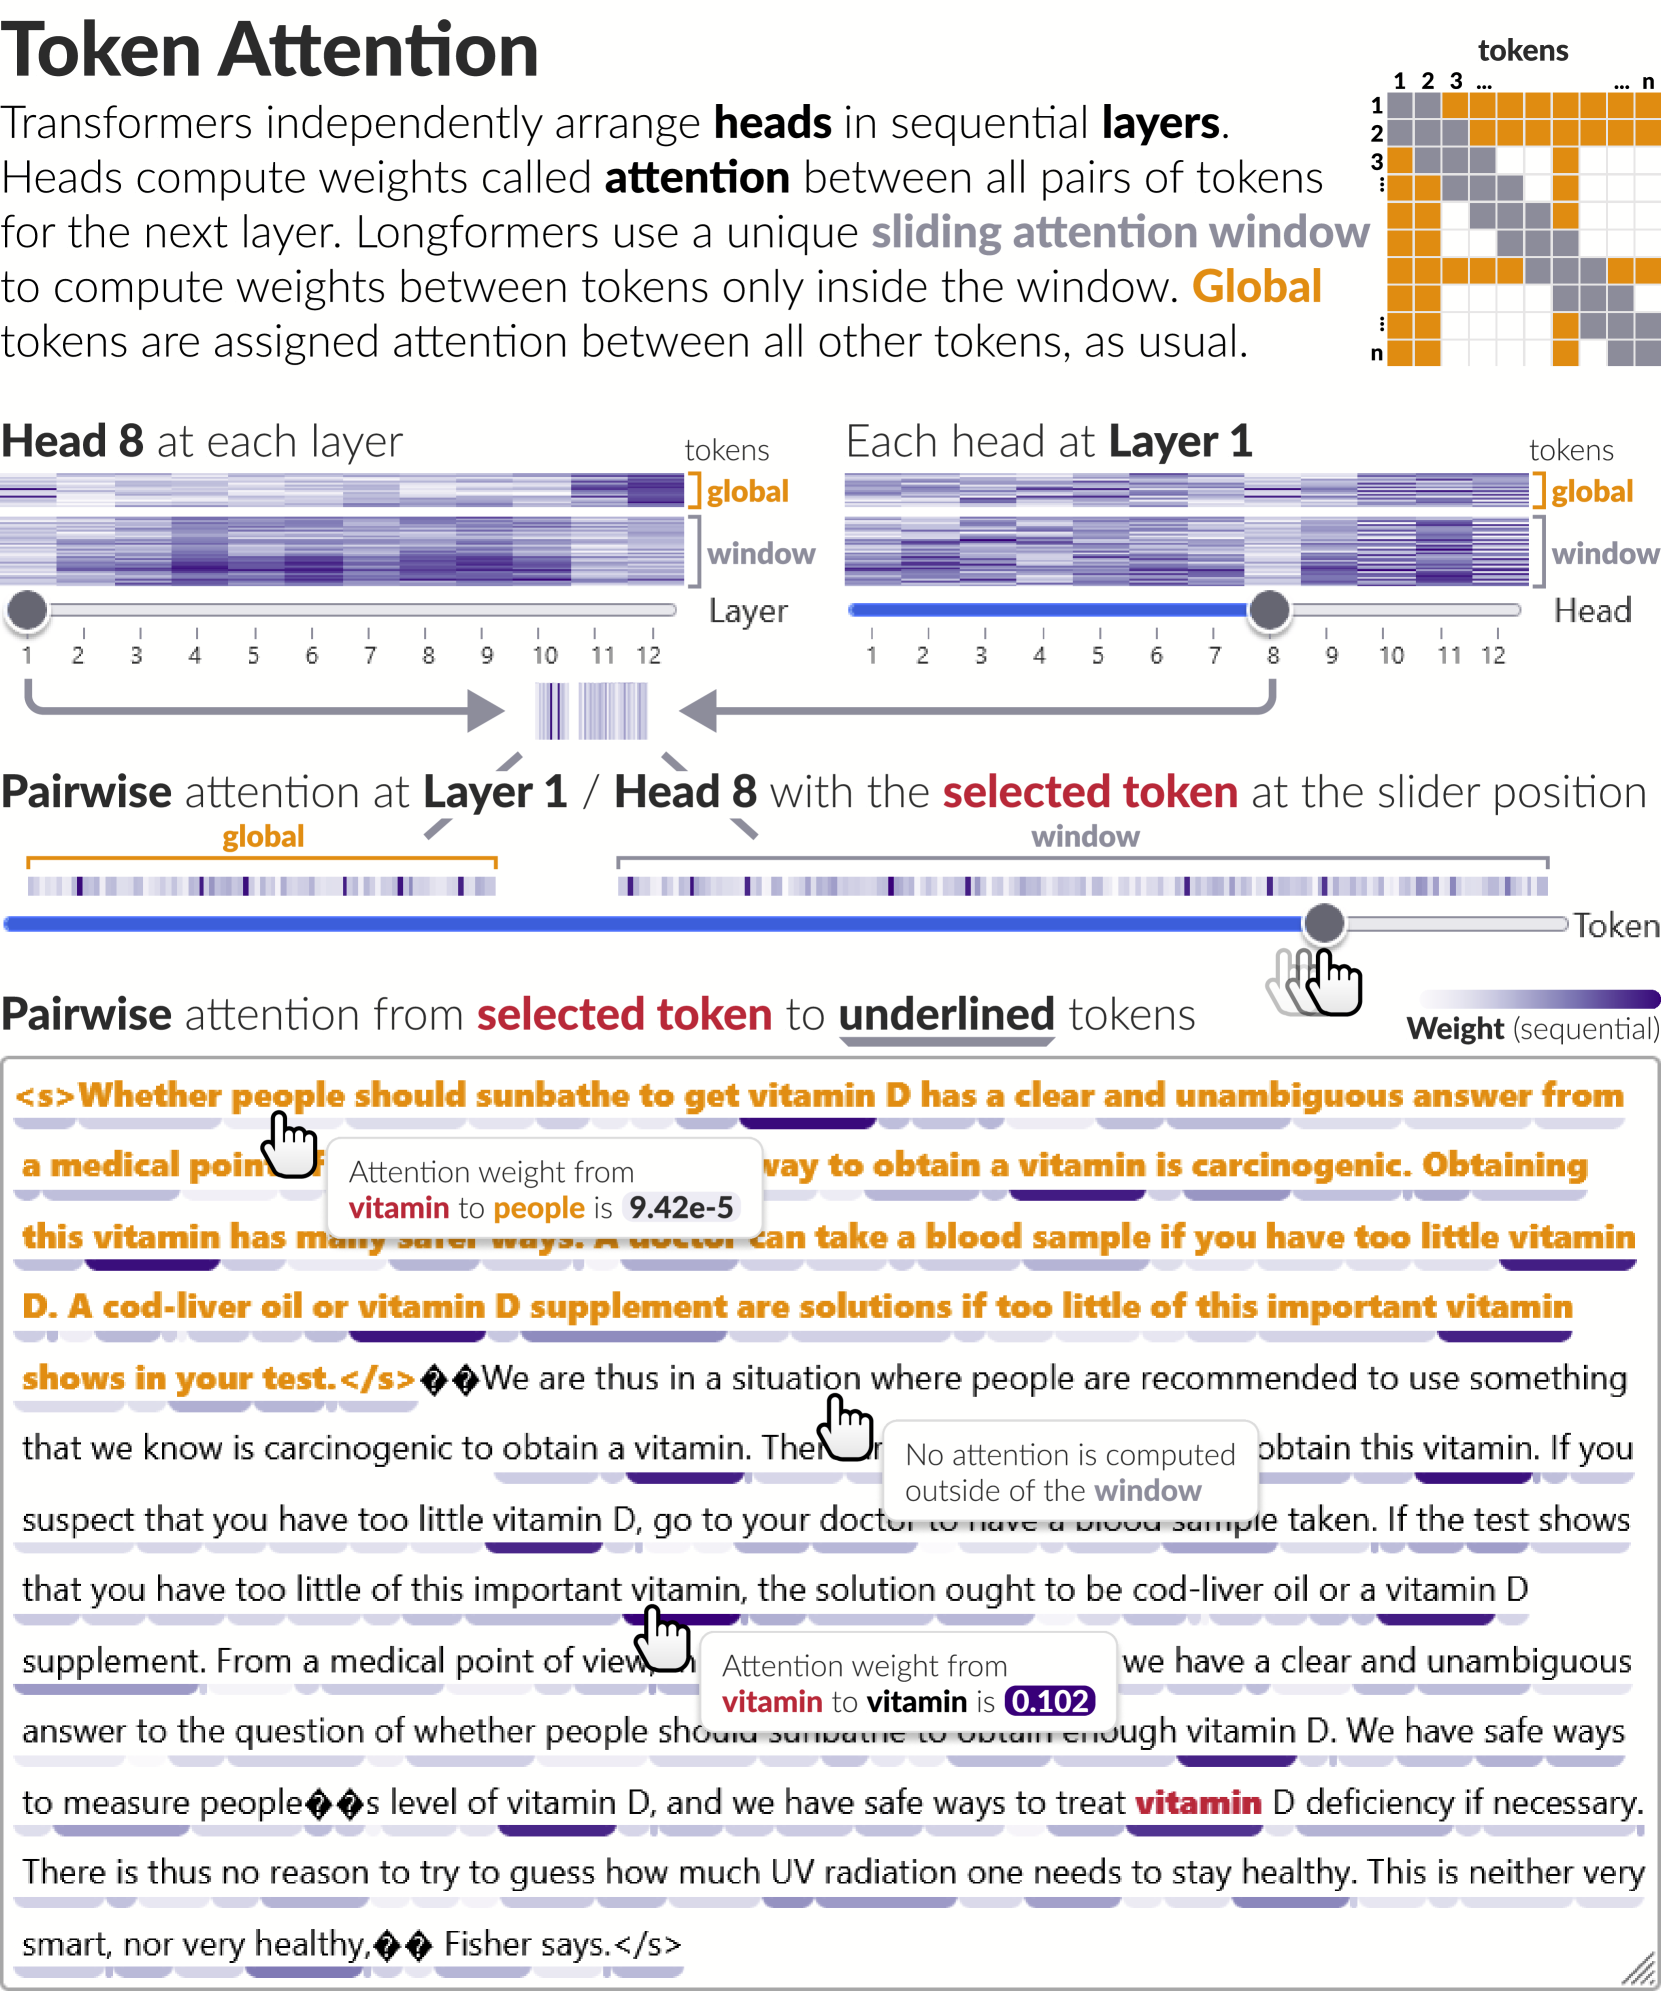 Token Attention
Transformers independently arrange heads in sequential layers.
Heads compute weights called attention between all pairs of tokens
for the next layer. Longformers use a unique sliding attention window
to compute weights between tokens only inside the window. Global
tokens are assigned attention between all other tokens, as usual.
tokens
1 2 3 ... ... n
1
2
3
⋮
⋮
n
Head 8 at each layer
tokens
global
window
Layer
1 2 3 4 5 6 7 8 9 10 11 12
Each head at Layer 1
tokens
global
window
Head
1 2 3 4 5 6 7 8 9 10 11 12
Pairwise attention at Layer 1 / Head 8 with the selected token at the slider position
global
window
Token
Pairwise attention from selected token to underlined tokens
Weight (sequential)
<s>Whether people should sunbathe to get vitamin D has a clear and unambiguous answer from
a medical point way to obtain a vitamin is carcinogenic. Obtaining
Attention weight from
vitamin to people is 9.42e-5
this vitamin has many safer ways. A doctor can take a blood sample if you have too little vitamin
D. A cod-liver oil or vitamin D supplement are solutions if too little of this important vitamin
shows in your test.</s>��We are thus in a situation where people are recommended to use something
that we know is carcinogenic to obtain a vitamin. Ther obtain this vitamin. If you
No attention is computed
outside of the window
suspect that you have too little vitamin D, go to your doctor to have a blood sample taken. If the test shows
that you have too little of this important vitamin, the solution ought to be cod-liver oil or a vitamin D
supplement. From a medical point of view, we have a clear and unambiguous
Attention weight from
vitamin to vitamin is 0.102
answer to the question of whether people should sunbathe to obtain enough vitamin D. We have safe ways
to measure people��s level of vitamin D, and we have safe ways to treat vitamin D deficiency if necessary.
There is thus no reason to try to guess how much UV radiation one needs to stay healthy. This is neither very
smart, nor very healthy,�� Fisher says.</s>